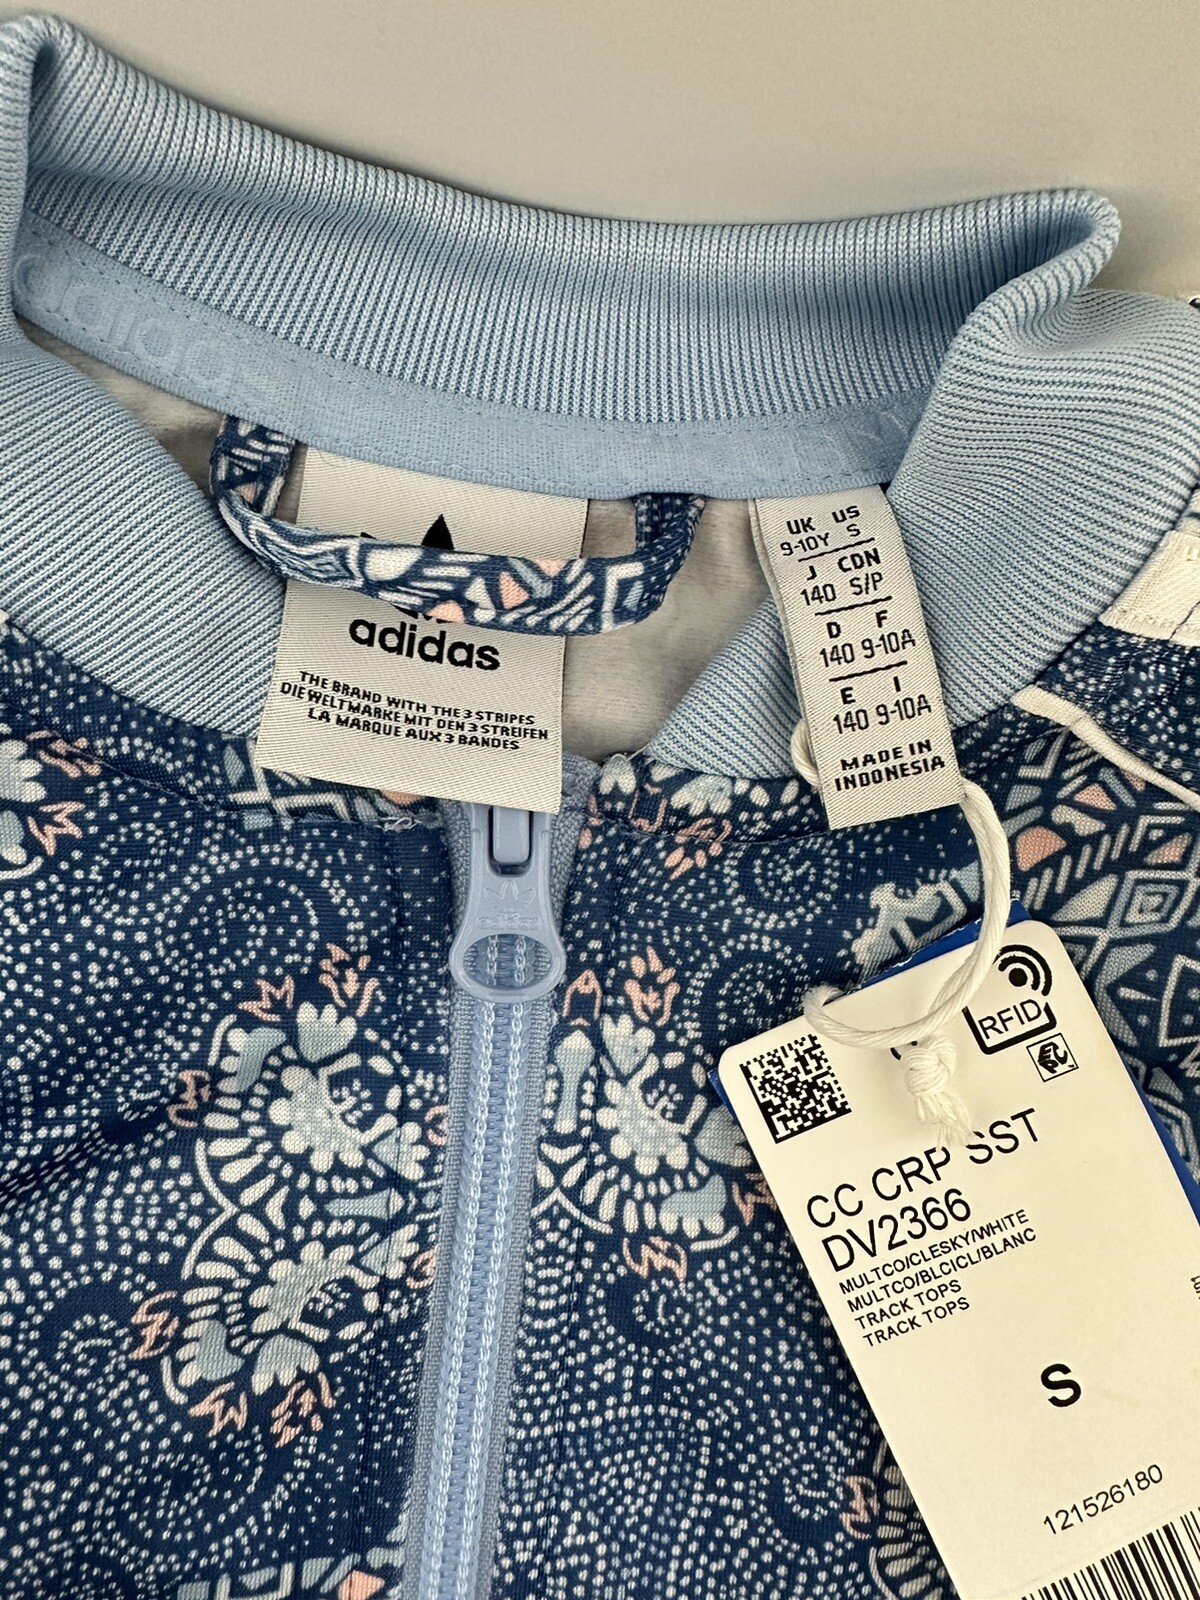 adidas
adidas
THE BRAND WITH THE 3 STRIPES
DIE WELTMARKE MIT DEN 3 STREIFEN
LA MARQUE AUX 3 BANDES
UK US
9-10Y S
J CDN
140 S/P
D F
140 9-10A
E I
140 9-10A
MADE IN
INDONESIA
adidas
RFID
CC CRP SST
DV2366
MULTCO/CLESKY/WHITE
MULTCO/BLCICL/BLANC
TRACK TOPS
TRACK TOPS
S
121526180